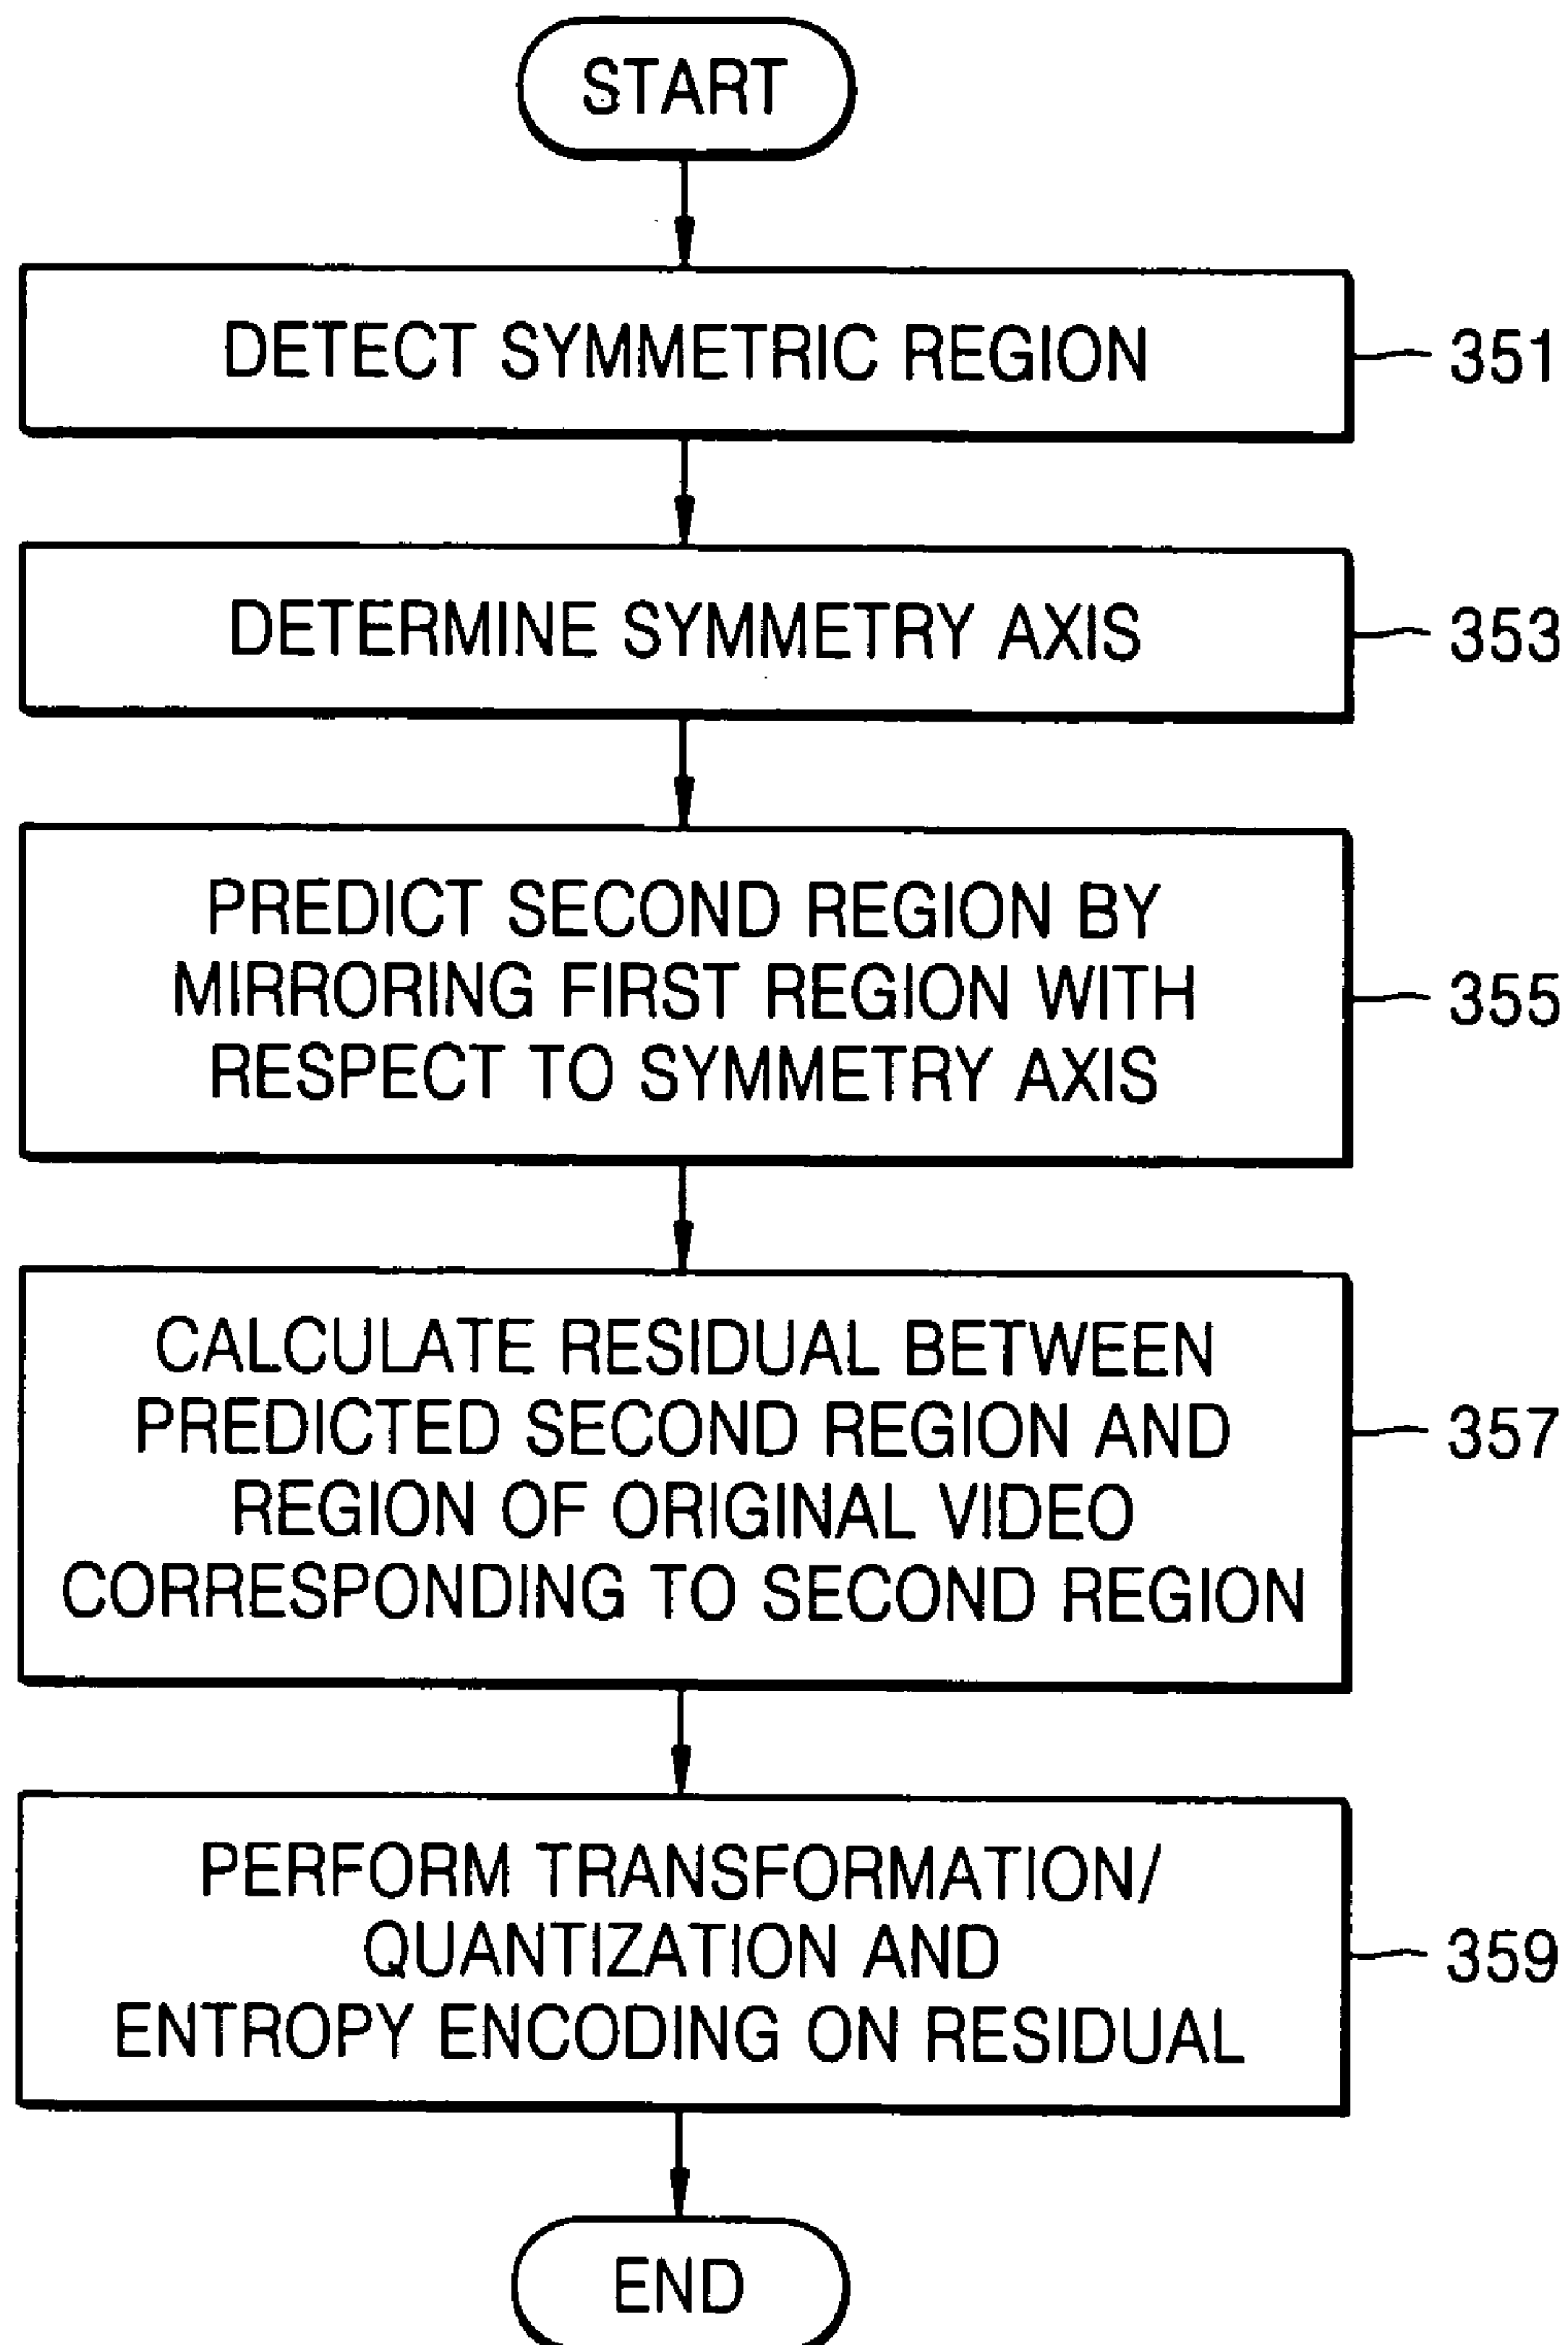 START
DETECT SYMMETRIC REGION
351
DETERMINE SYMMETRY AXIS
353
PREDICT SECOND REGION BY
MIRRORING FIRST REGION WITH
RESPECT TO SYMMETRY AXIS
355
CALCULATE RESIDUAL BETWEEN
PREDICTED SECOND REGION AND
REGION OF ORIGINAL VIDEO
CORRESPONDING TO SECOND REGION
357
PERFORM TRANSFORMATION/
QUANTIZATION AND
ENTROPY ENCODING ON RESIDUAL
359
END